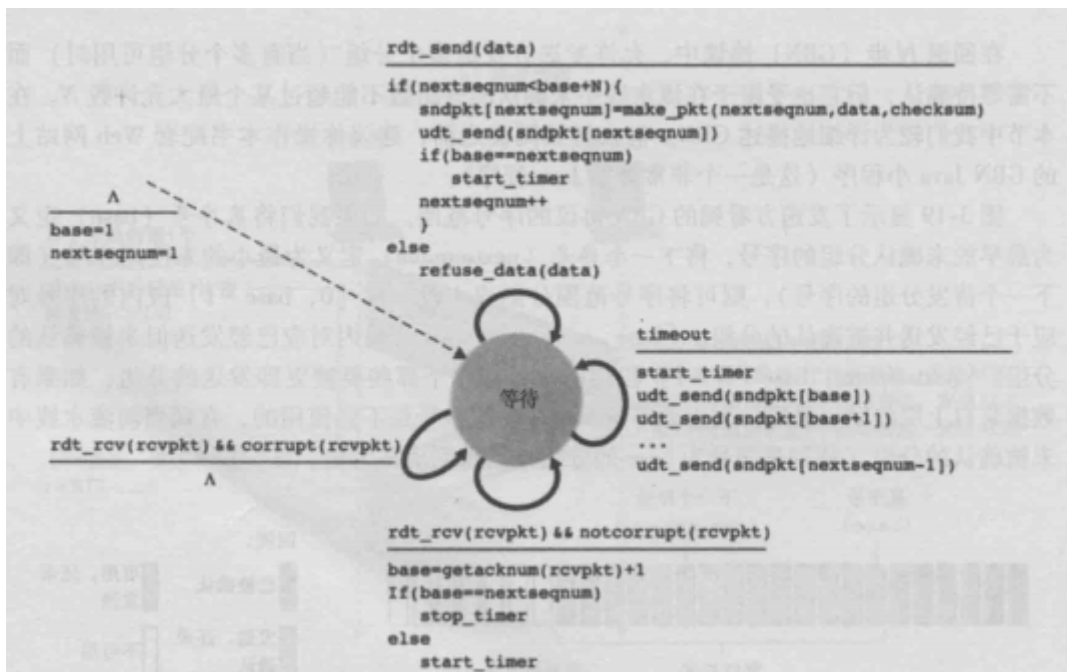 rdt_send(data)
if(nextseqnum<base+N){
sndpkt[nextseqnum]=make_pkt(nextseqnum,data,checksum)
udt_send(sndpkt[nextseqnum])
if(base==nextseqnum)
start_timer
nextseqnum++
}
else
refuse_data(data)
Λ
base=1
nextseqnum=1
timeout
start_timer
udt_send(sndpkt[base])
udt_send(sndpkt[base+1])
...
udt_send(sndpkt[nextseqnum-1])
等待
rdt_rcv(rcvpkt) && corrupt(rcvpkt)
Λ
rdt_rcv(rcvpkt) && notcorrupt(rcvpkt)
base=getacknum(rcvpkt)+1
If(base==nextseqnum)
stop_timer
else
start_timer